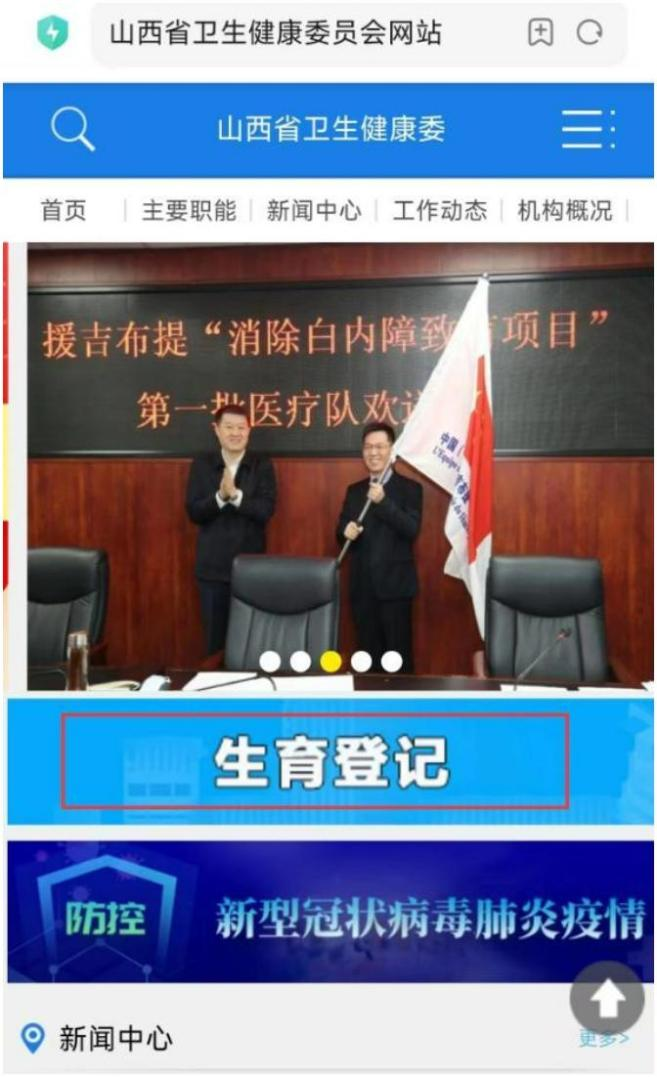 山西省卫生健康委员会网站
山西省卫生健康委
首页 主要职能 新闻中心 工作动态 机构概况
援吉布提“消除白内障致 项目”
第一批医疗队欢
中国
生育登记
防控 新型冠状病毒肺炎疫情
新闻中心 更多>